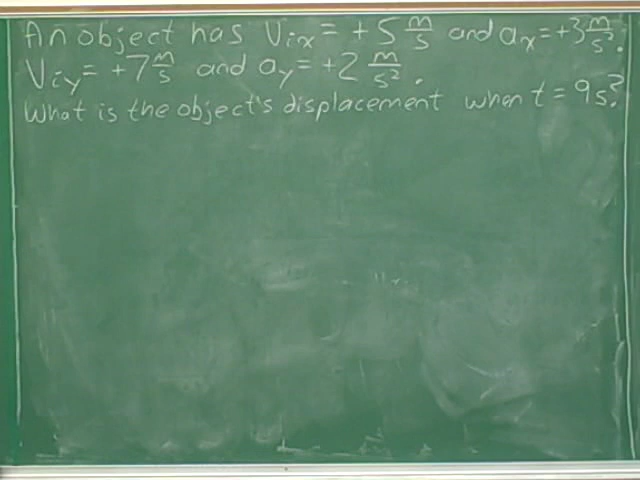 An object has Vix = +5 m/s and ax = +3 m/s².
Viy = +7 m/s and ay = +2 m/s².
What is the object's displacement when t = 9s?